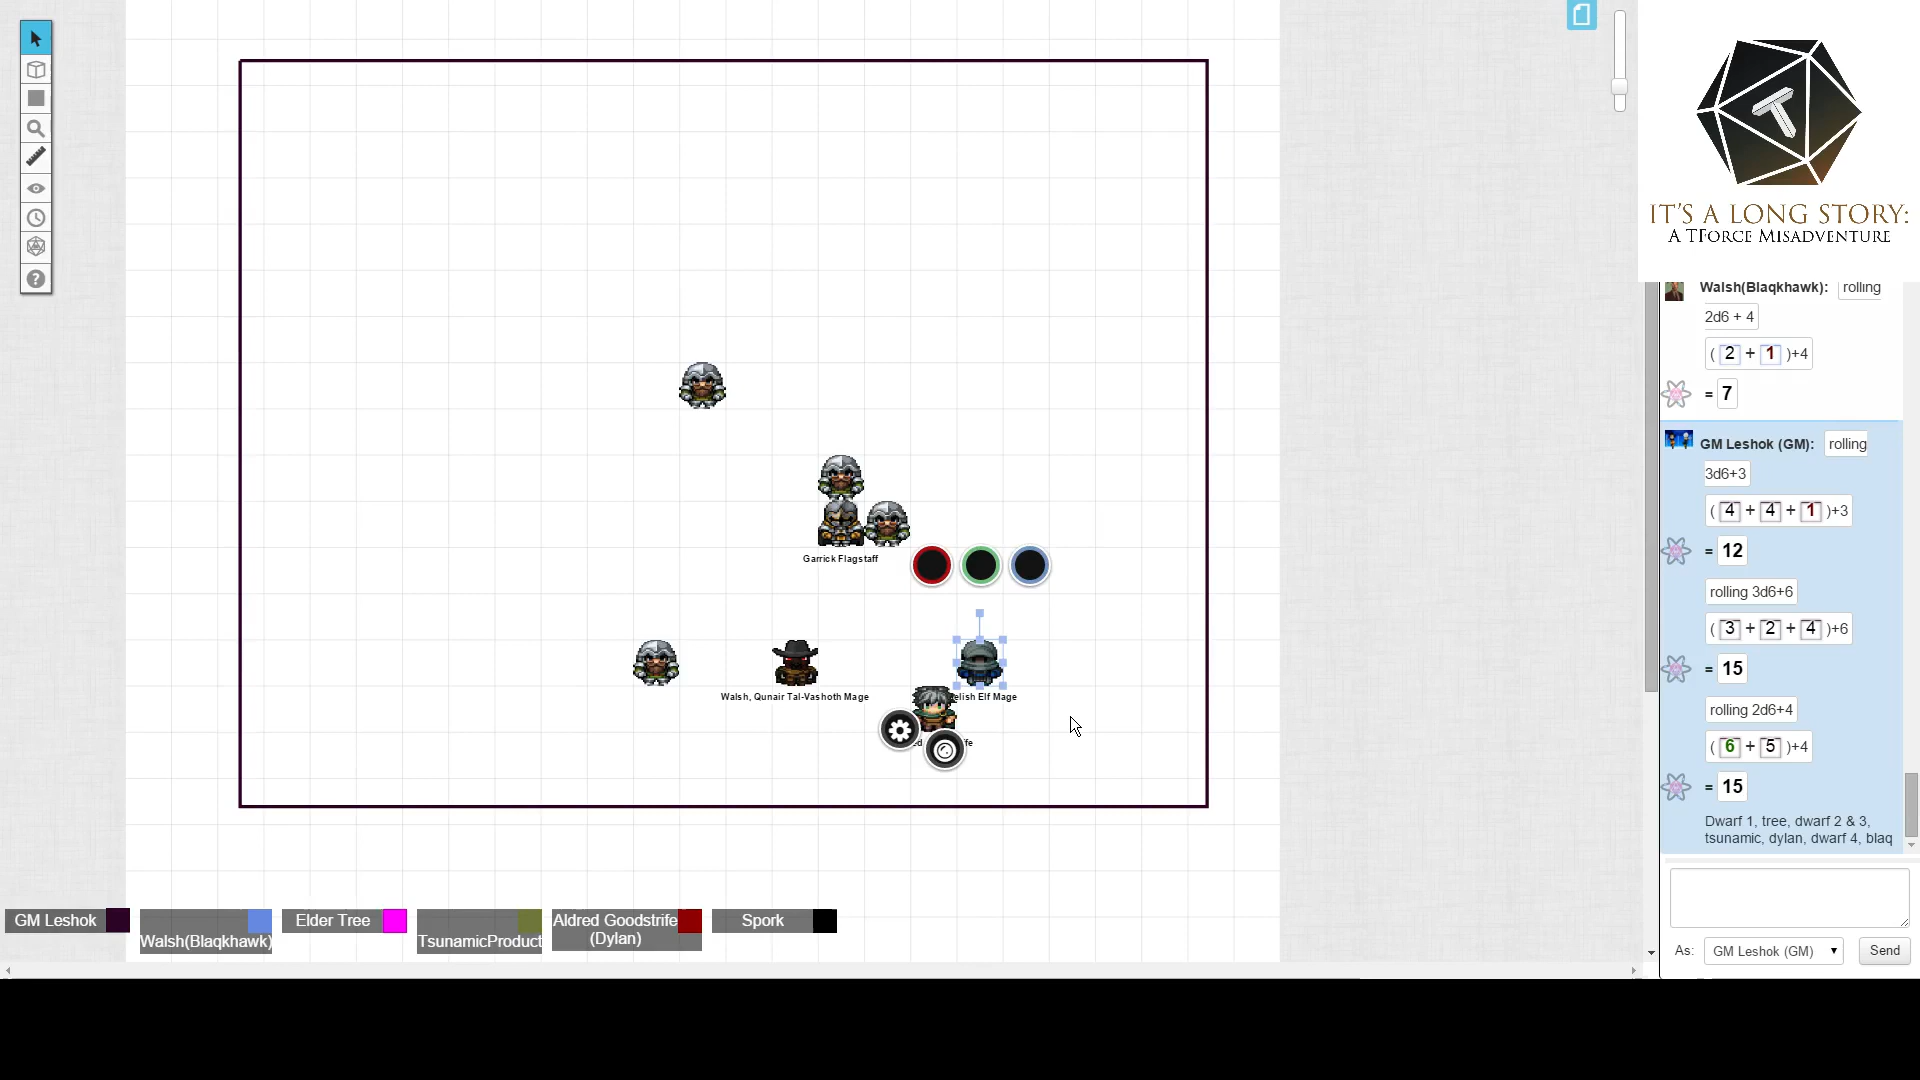 IT'S A LONG STORY:
A TFORCE MISADVENTURE
Walsh(Blaqkhawk): rolling
2d6 + 4
( 2 + 1 )+4
= 7
GM Leshok (GM): rolling
3d6+3
( 4 + 4 + 1 )+3
= 12
rolling 3d6+6
( 3 + 2 + 4 )+6
= 15
rolling 2d6+4
( 6 + 5 )+4
= 15
Dwarf 1, tree, dwarf 2 & 3,
tsunamic, dylan, dwarf 4, blaq
As: GM Leshok (GM) Send
Garrick Flagstaff
Walsh, Qunair Tal-Vashoth Mage
elish Elf Mage
GM Leshok
Walsh(Blaqkhawk)
Elder Tree
TsunamicProduct
Aldred Goodstrife
(Dylan)
Spork